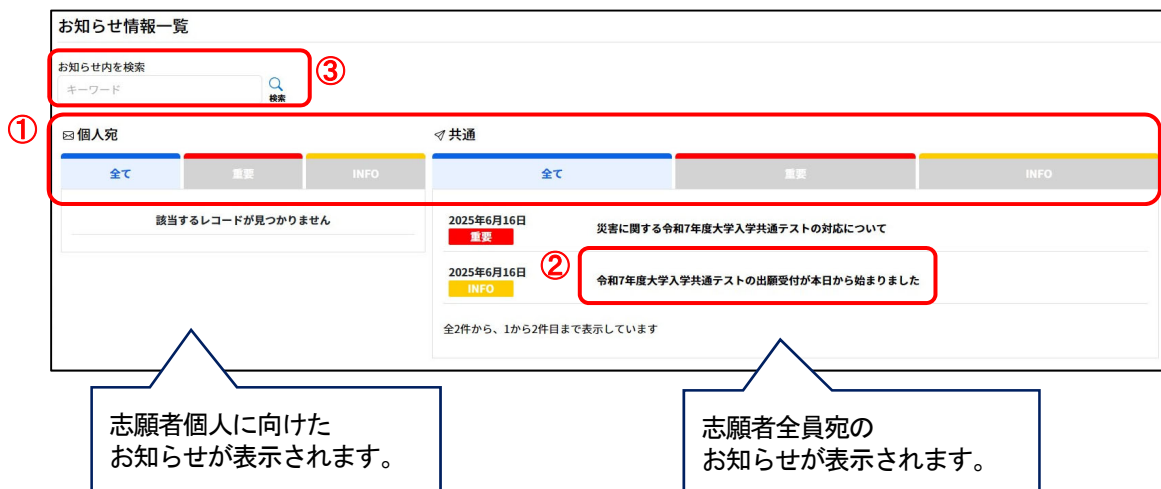 お知らせ情報一覧
お知らせ内を検索
③
キーワード
検索
①
個人宛
共通
全て 重要 INFO
全て 重要 INFO
該当するレコードが見つかりません
2025年6月16日
重要
災害に関する令和7年度大学入学共通テストの対応について
②
2025年6月16日
INFO
令和7年度大学入学共通テストの出願受付が本日から始まりました
全2件から、1から2件目まで表示しています
志願者個人に向けた
お知らせが表示されます。
志願者全員宛の
お知らせが表示されます。